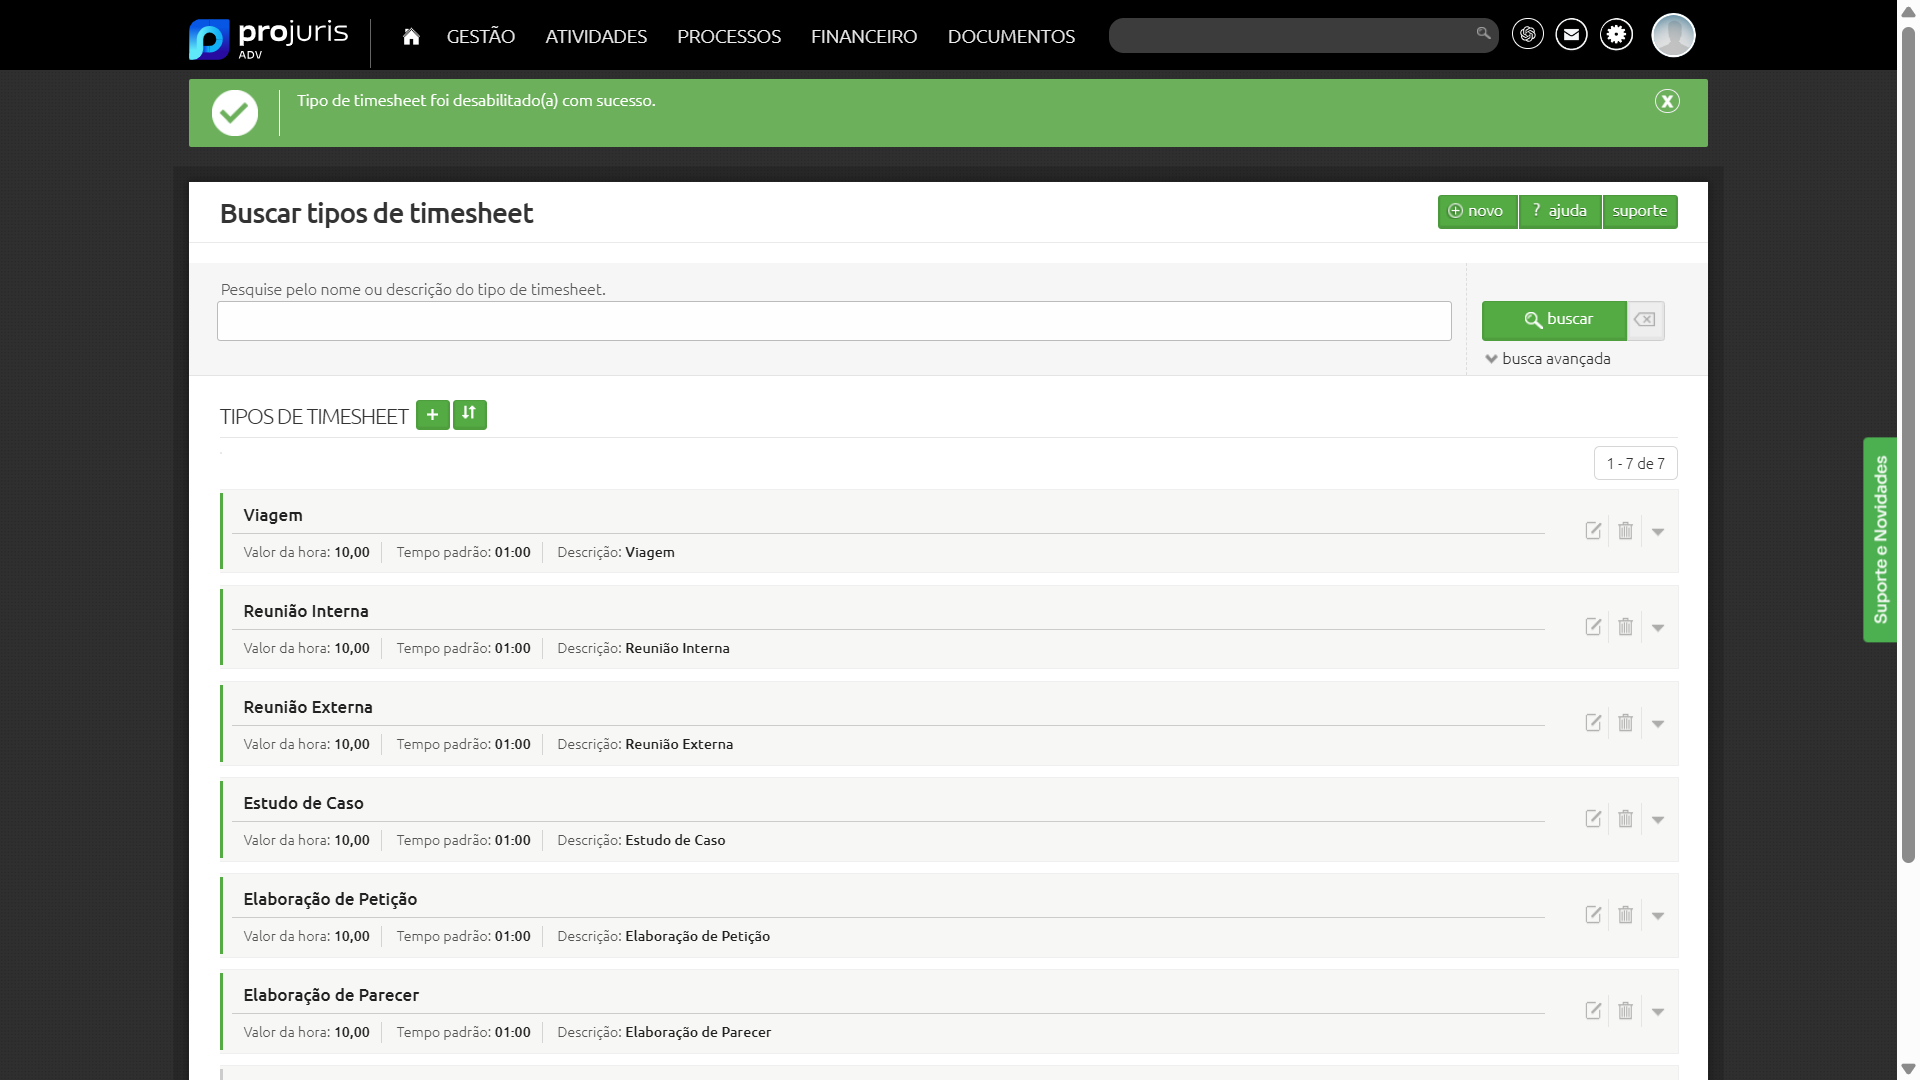 projuris
ADV
GESTÃO
ATIVIDADES
PROCESSOS
FINANCEIRO
DOCUMENTOS
Tipo de timesheet foi desabilitado(a) com sucesso.
Buscar tipos de timesheet
novo
? ajuda
suporte
Pesquise pelo nome ou descrição do tipo de timesheet.
buscar
busca avançada
TIPOS DE TIMESHEET
1 - 7 de 7
Viagem
Valor da hora: 10,00 Tempo padrão: 01:00 Descrição: Viagem
Reunião Interna
Valor da hora: 10,00 Tempo padrão: 01:00 Descrição: Reunião Interna
Reunião Externa
Valor da hora: 10,00 Tempo padrão: 01:00 Descrição: Reunião Externa
Estudo de Caso
Valor da hora: 10,00 Tempo padrão: 01:00 Descrição: Estudo de Caso
Elaboração de Petição
Valor da hora: 10,00 Tempo padrão: 01:00 Descrição: Elaboração de Petição
Elaboração de Parecer
Valor da hora: 10,00 Tempo padrão: 01:00 Descrição: Elaboração de Parecer
Suporte e Novidades